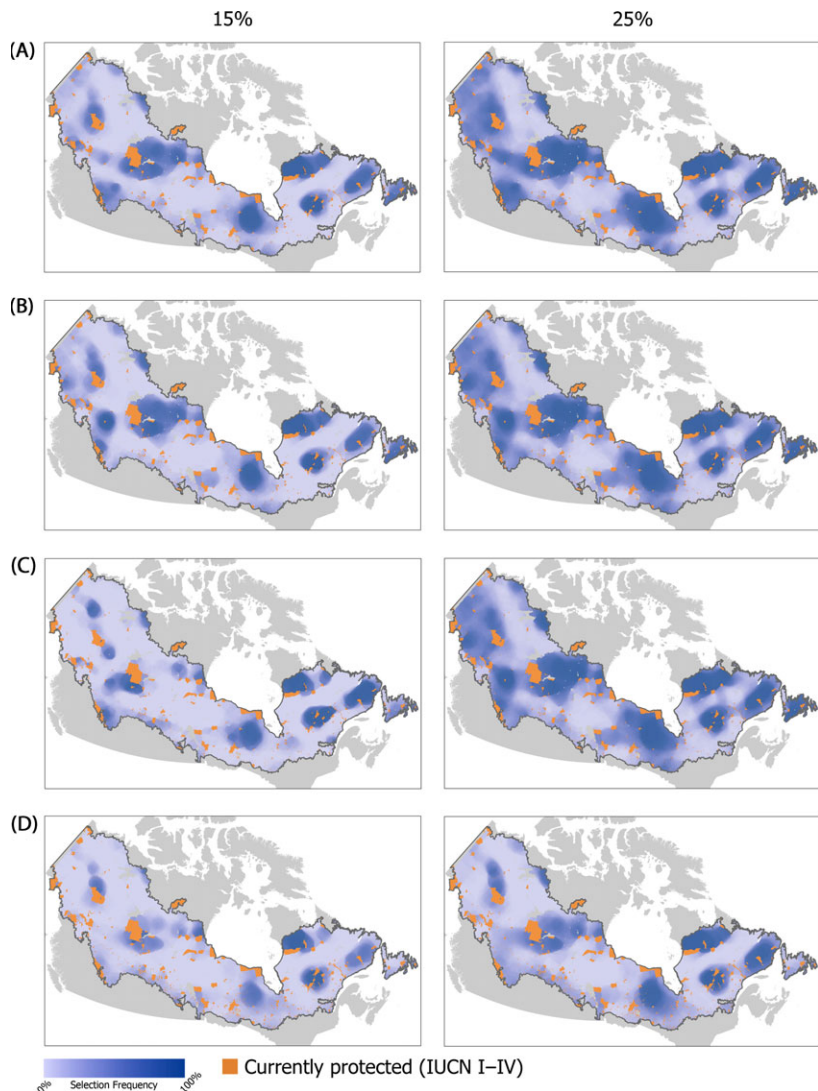 15% 25%
(A)
(B)
(C)
(D)
0% Selection Frequency 100%
Currently protected (IUCN I–IV)